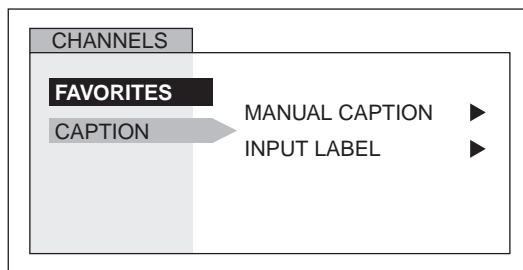 CHANNELS
FAVORITES
CAPTION
MANUAL CAPTION
INPUT LABEL